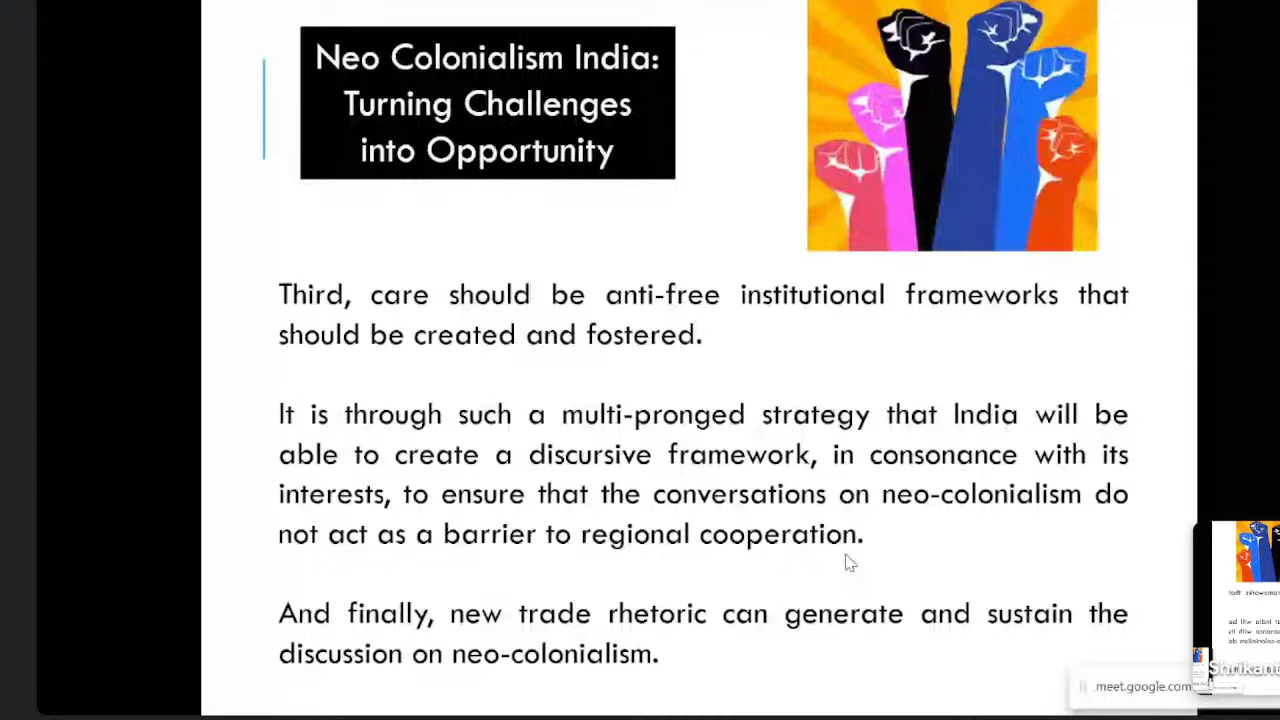 Neo Colonialism India:
Turning Challenges
into Opportunity
Third, care should be anti-free institutional frameworks that
should be created and fostered.
It is through such a multi-pronged strategy that India will be
able to create a discursive framework, in consonance with its
interests, to ensure that the conversations on neo-colonialism do
not act as a barrier to regional cooperation.
And finally, new trade rhetoric can generate and sustain the
discussion on neo-colonialism.
meet.google.com